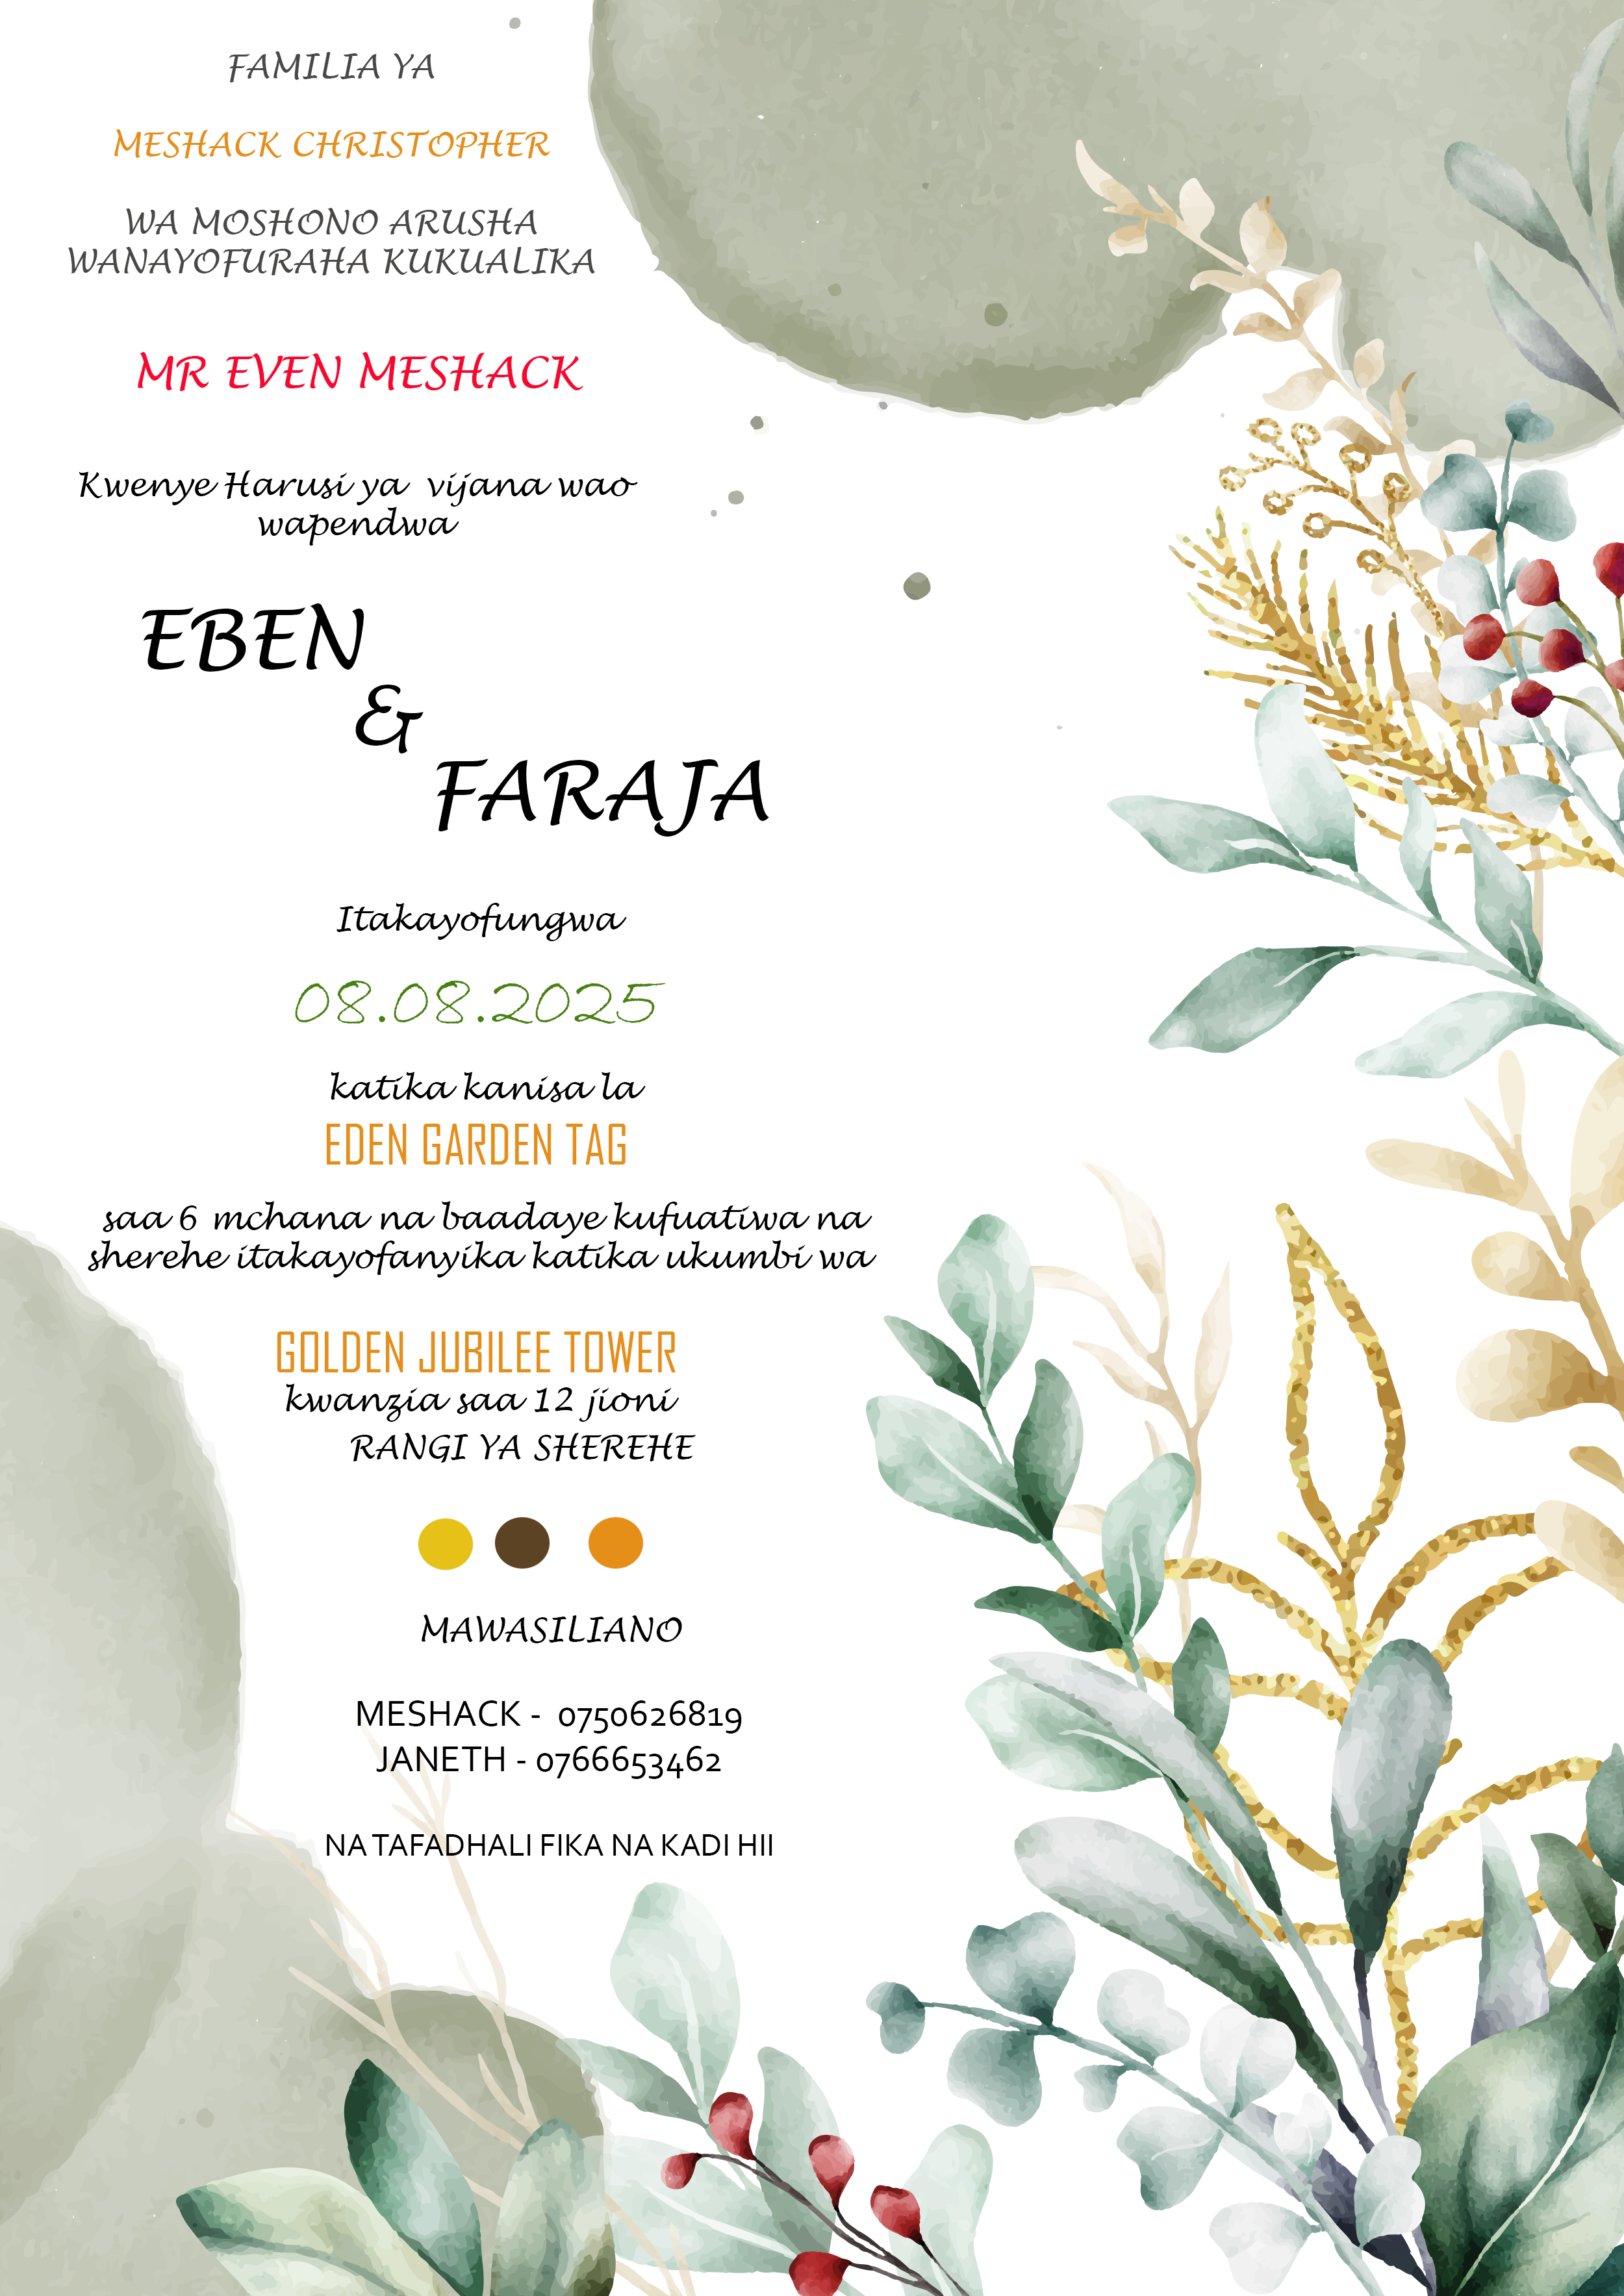 FAMILIA YA
MESHACK CHRISTOPHER
WA MOSHONO ARUSHA
WANAYOFURAHA KUKUALIKA
MR EVEN MESHACK
Kwenye Harusi ya vijana wao
wapendwa
EBEN
&
FARAJA
Itakayofungwa
08.08.2025
katika kanisa la
EDEN GARDEN TAG
saa 6 mchana na baadaye kufuatiwa na
sherehe itakayofanyika katika ukumbi wa
GOLDEN JUBILEE TOWER
kwanzia saa 12 jioni
RANGI YA SHEREHE
MAWASILIANO
MESHACK - 0750626819
JANETH - 0766653462
NA TAFADHALI FIKA NA KADI HII